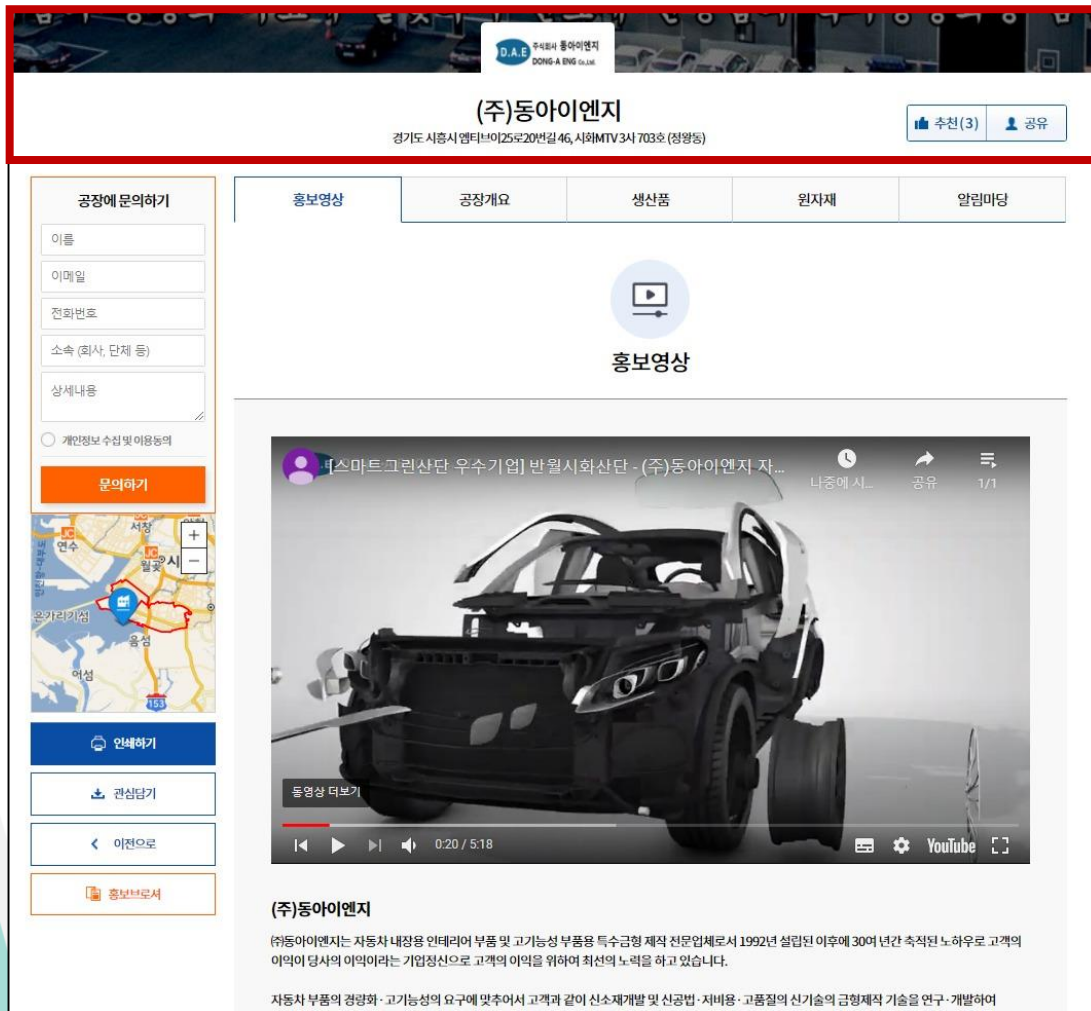 D.A.E 주식회사 동아이엔지
DONG-A ENG Co.,Ltd.
(주)동아이엔지
경기도 시흥시 엠티브이25로20번길 46, 시화MTV 3사 703호 (정왕동)
추천(3) 공유
공장에 문의하기
이름
이메일
전화번호
소속 (회사, 단체 등)
상세내용
개인정보 수집 및 이용동의
문의하기
서창
JC
연수
JC
월곶
시
+
−
온가리기섬
음섬
어섬
153
인쇄하기
관심담기
이전으로
홍보브로셔
홍보영상 공장개요 생산품 원자재 알림마당
홍보영상
[스마트그린산단 우수기업] 반월시화산단 - (주)동아이엔지 자...
나중에 시... 공유 1/1
동영상 더보기
0:20 / 5:18 YouTube
(주)동아이엔지
㈜동아이엔지는 자동차 내장용 인테리어 부품 및 고기능성 부품용 특수금형 제작 전문업체로서 1992년 설립된 이후에 30여 년간 축적된 노하우로 고객의
이익이 당사의 이익이라는 기업정신으로 고객의 이익을 위하여 최선의 노력을 하고 있습니다.
자동차 부품의 경량화·고기능성의 요구에 맞추어서 고객과 같이 신소재개발 및 신공법·저비용·고품질의 신기술의 금형제작 기술을 연구·개발하여